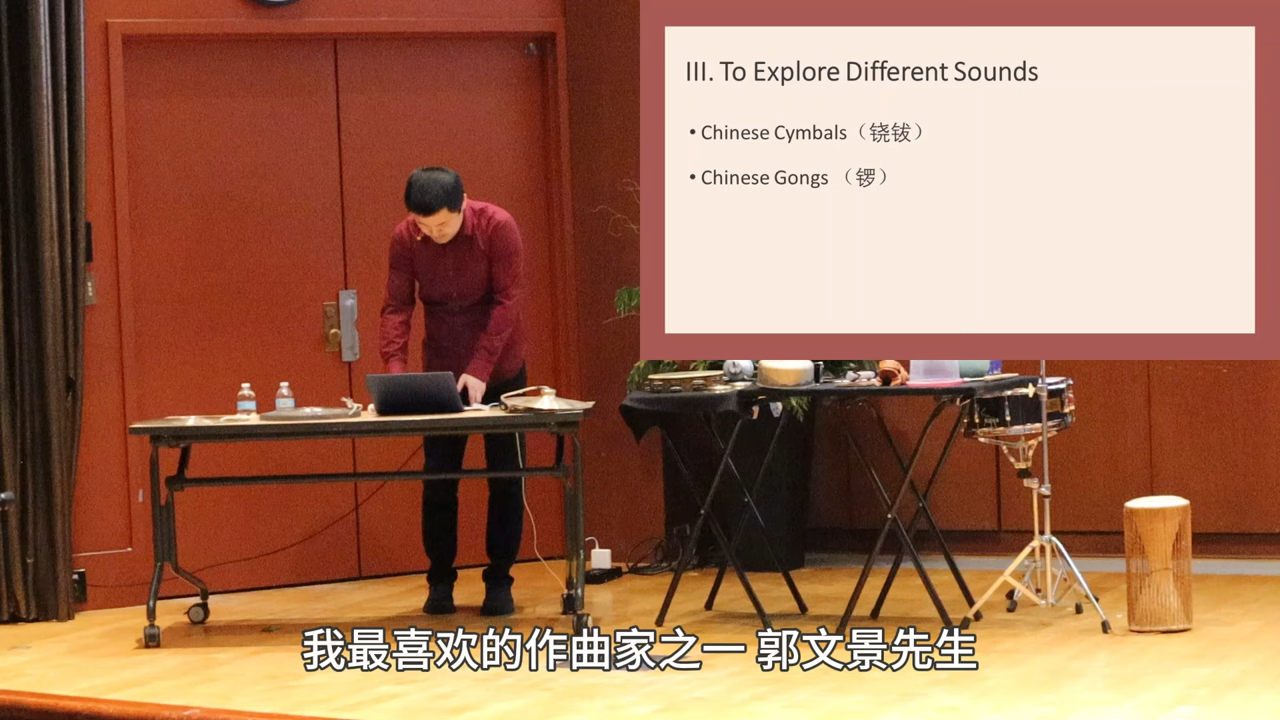 III. To Explore Different Sounds
• Chinese Cymbals（铙钹）
• Chinese Gongs （锣）
我最喜欢的作曲家之一 郭文景先生